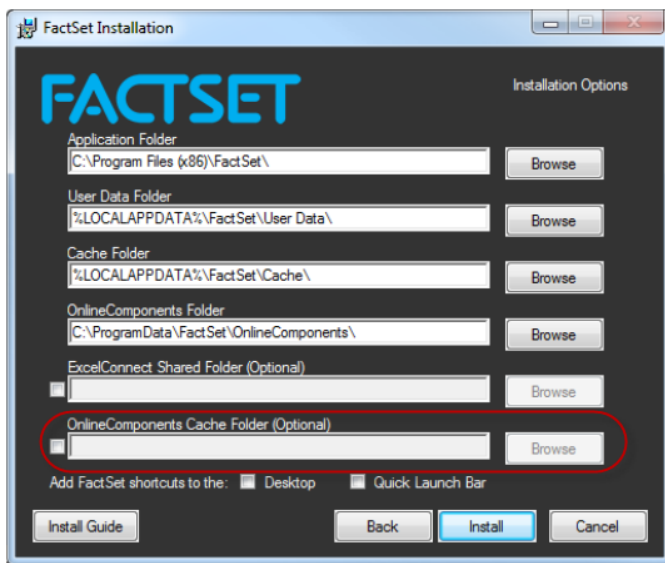 FactSet Installation
FACTSET
Installation Options
Application Folder
C:\Program Files (x86)\FactSet\
Browse
User Data Folder
%LOCALAPPDATA%\FactSet\User Data\
Browse
Cache Folder
%LOCALAPPDATA%\FactSet\Cache\
Browse
OnlineComponents Folder
C:\ProgramData\FactSet\OnlineComponents\
Browse
ExcelConnect Shared Folder (Optional)
Browse
OnlineComponents Cache Folder (Optional)
Browse
Add FactSet shortcuts to the: Desktop Quick Launch Bar
Install Guide Back Install Cancel